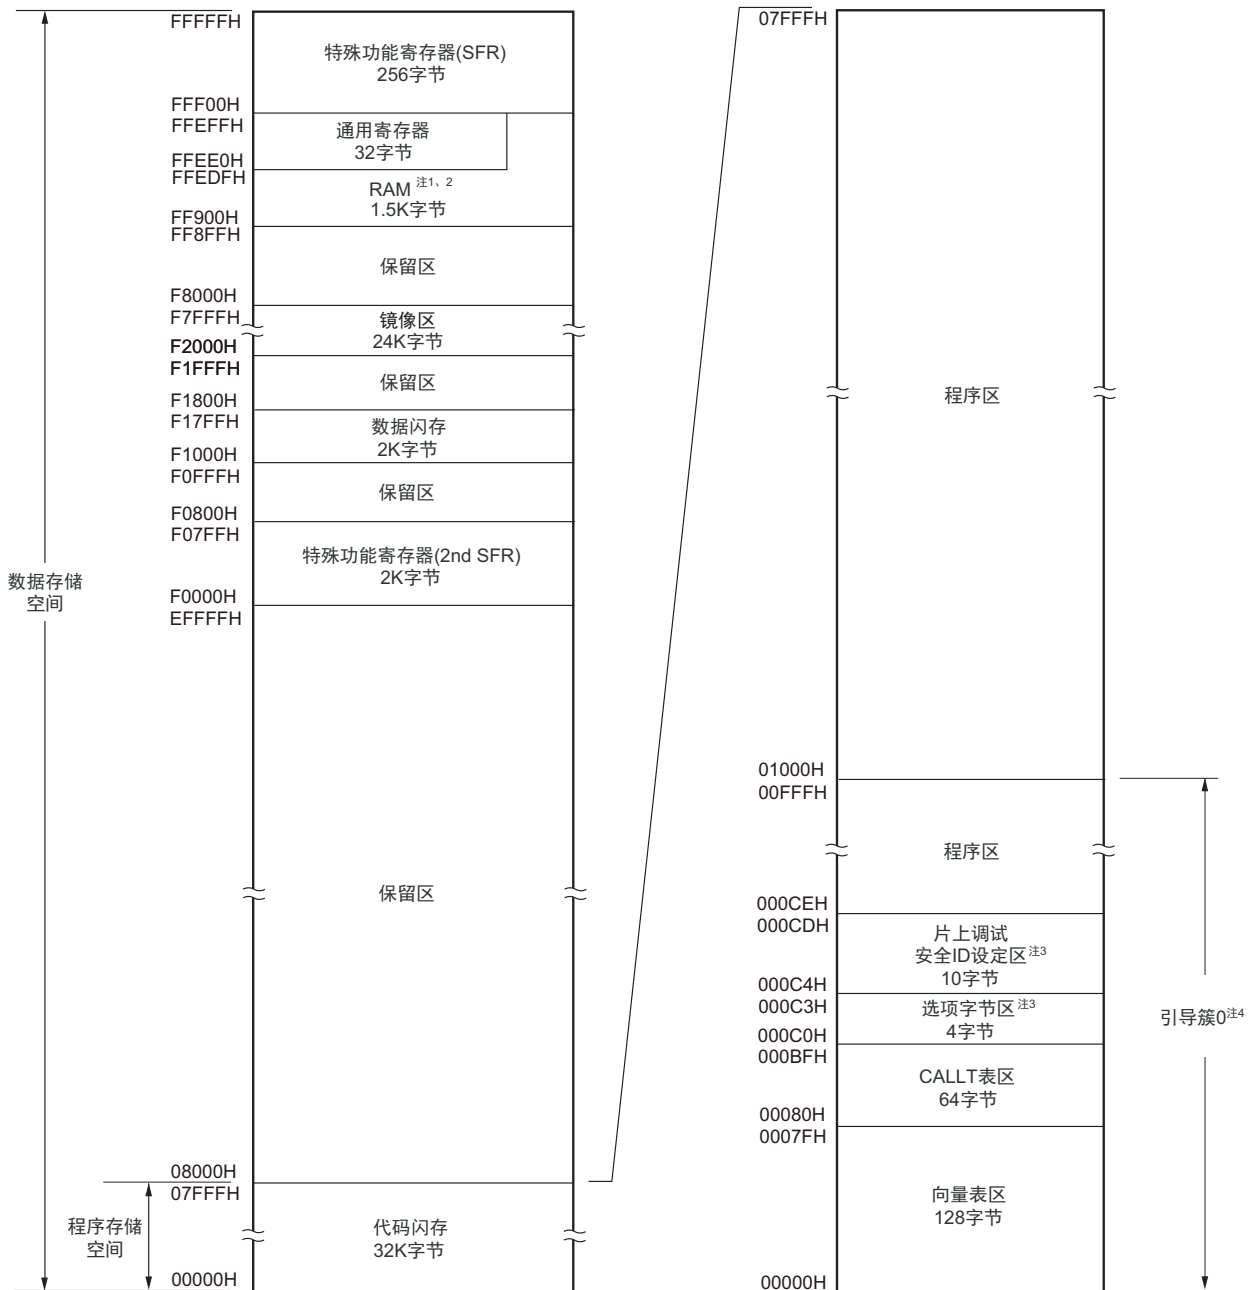 FFFFFH
特殊功能寄存器(SFR)
256字节
FFF00H
FFEFFH
通用寄存器
32字节
FFEE0H
FFEDFH
RAM 注1、2
1.5K字节
FF900H
FF8FFH
保留区
F8000H
F7FFFH
镜像区
24K字节
F2000H
F1FFFH
保留区
F1800H
F17FFH
数据闪存
2K字节
F1000H
F0FFFH
保留区
F0800H
F07FFH
特殊功能寄存器(2nd SFR)
2K字节
数据存储
空间
F0000H
EFFFFH
保留区
08000H
07FFFH
程序存储
空间
代码闪存
32K字节
00000H
07FFFH
程序区
01000H
00FFFH
程序区
000CEH
000CDH
片上调试
安全ID设定区注3
10字节
000C4H
000C3H
选项字节区注3
4字节
引导簇0注4
000C0H
000BFH
CALLT表区
64字节
00080H
0007FH
向量表区
128字节
00000H